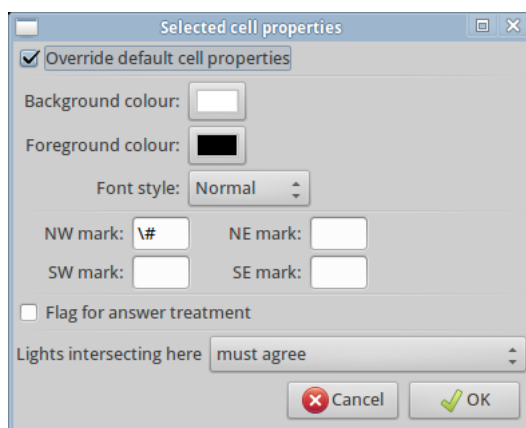 Selected cell properties
Override default cell properties
Background colour:
Foreground colour:
Font style: Normal
NW mark: \# NE mark:
SW mark: SE mark:
Flag for answer treatment
Lights intersecting here must agree
Cancel OK